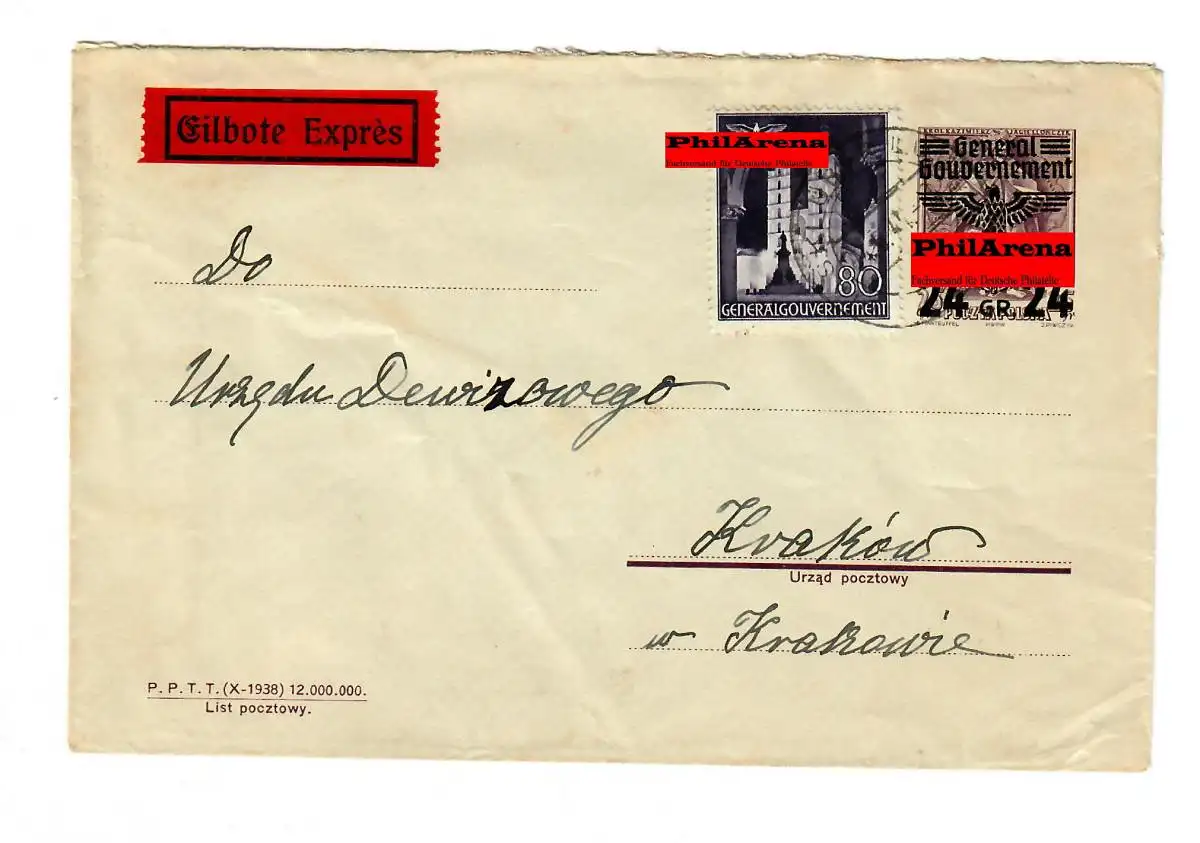 Eilbote Exprès
PhilArena
Fachversand für Deutsche Philatelie
80
GENERALGOUVERNEMENT
General
Gouvernement
PhilArena
Fachversand für Deutsche Philatelie
24 GR 24
Do
Urzędu Dewizowego
Kraków
Urząd pocztowy
w Krakowie
P. P. T. T. (X-1938) 12.000.000.
List pocztowy.